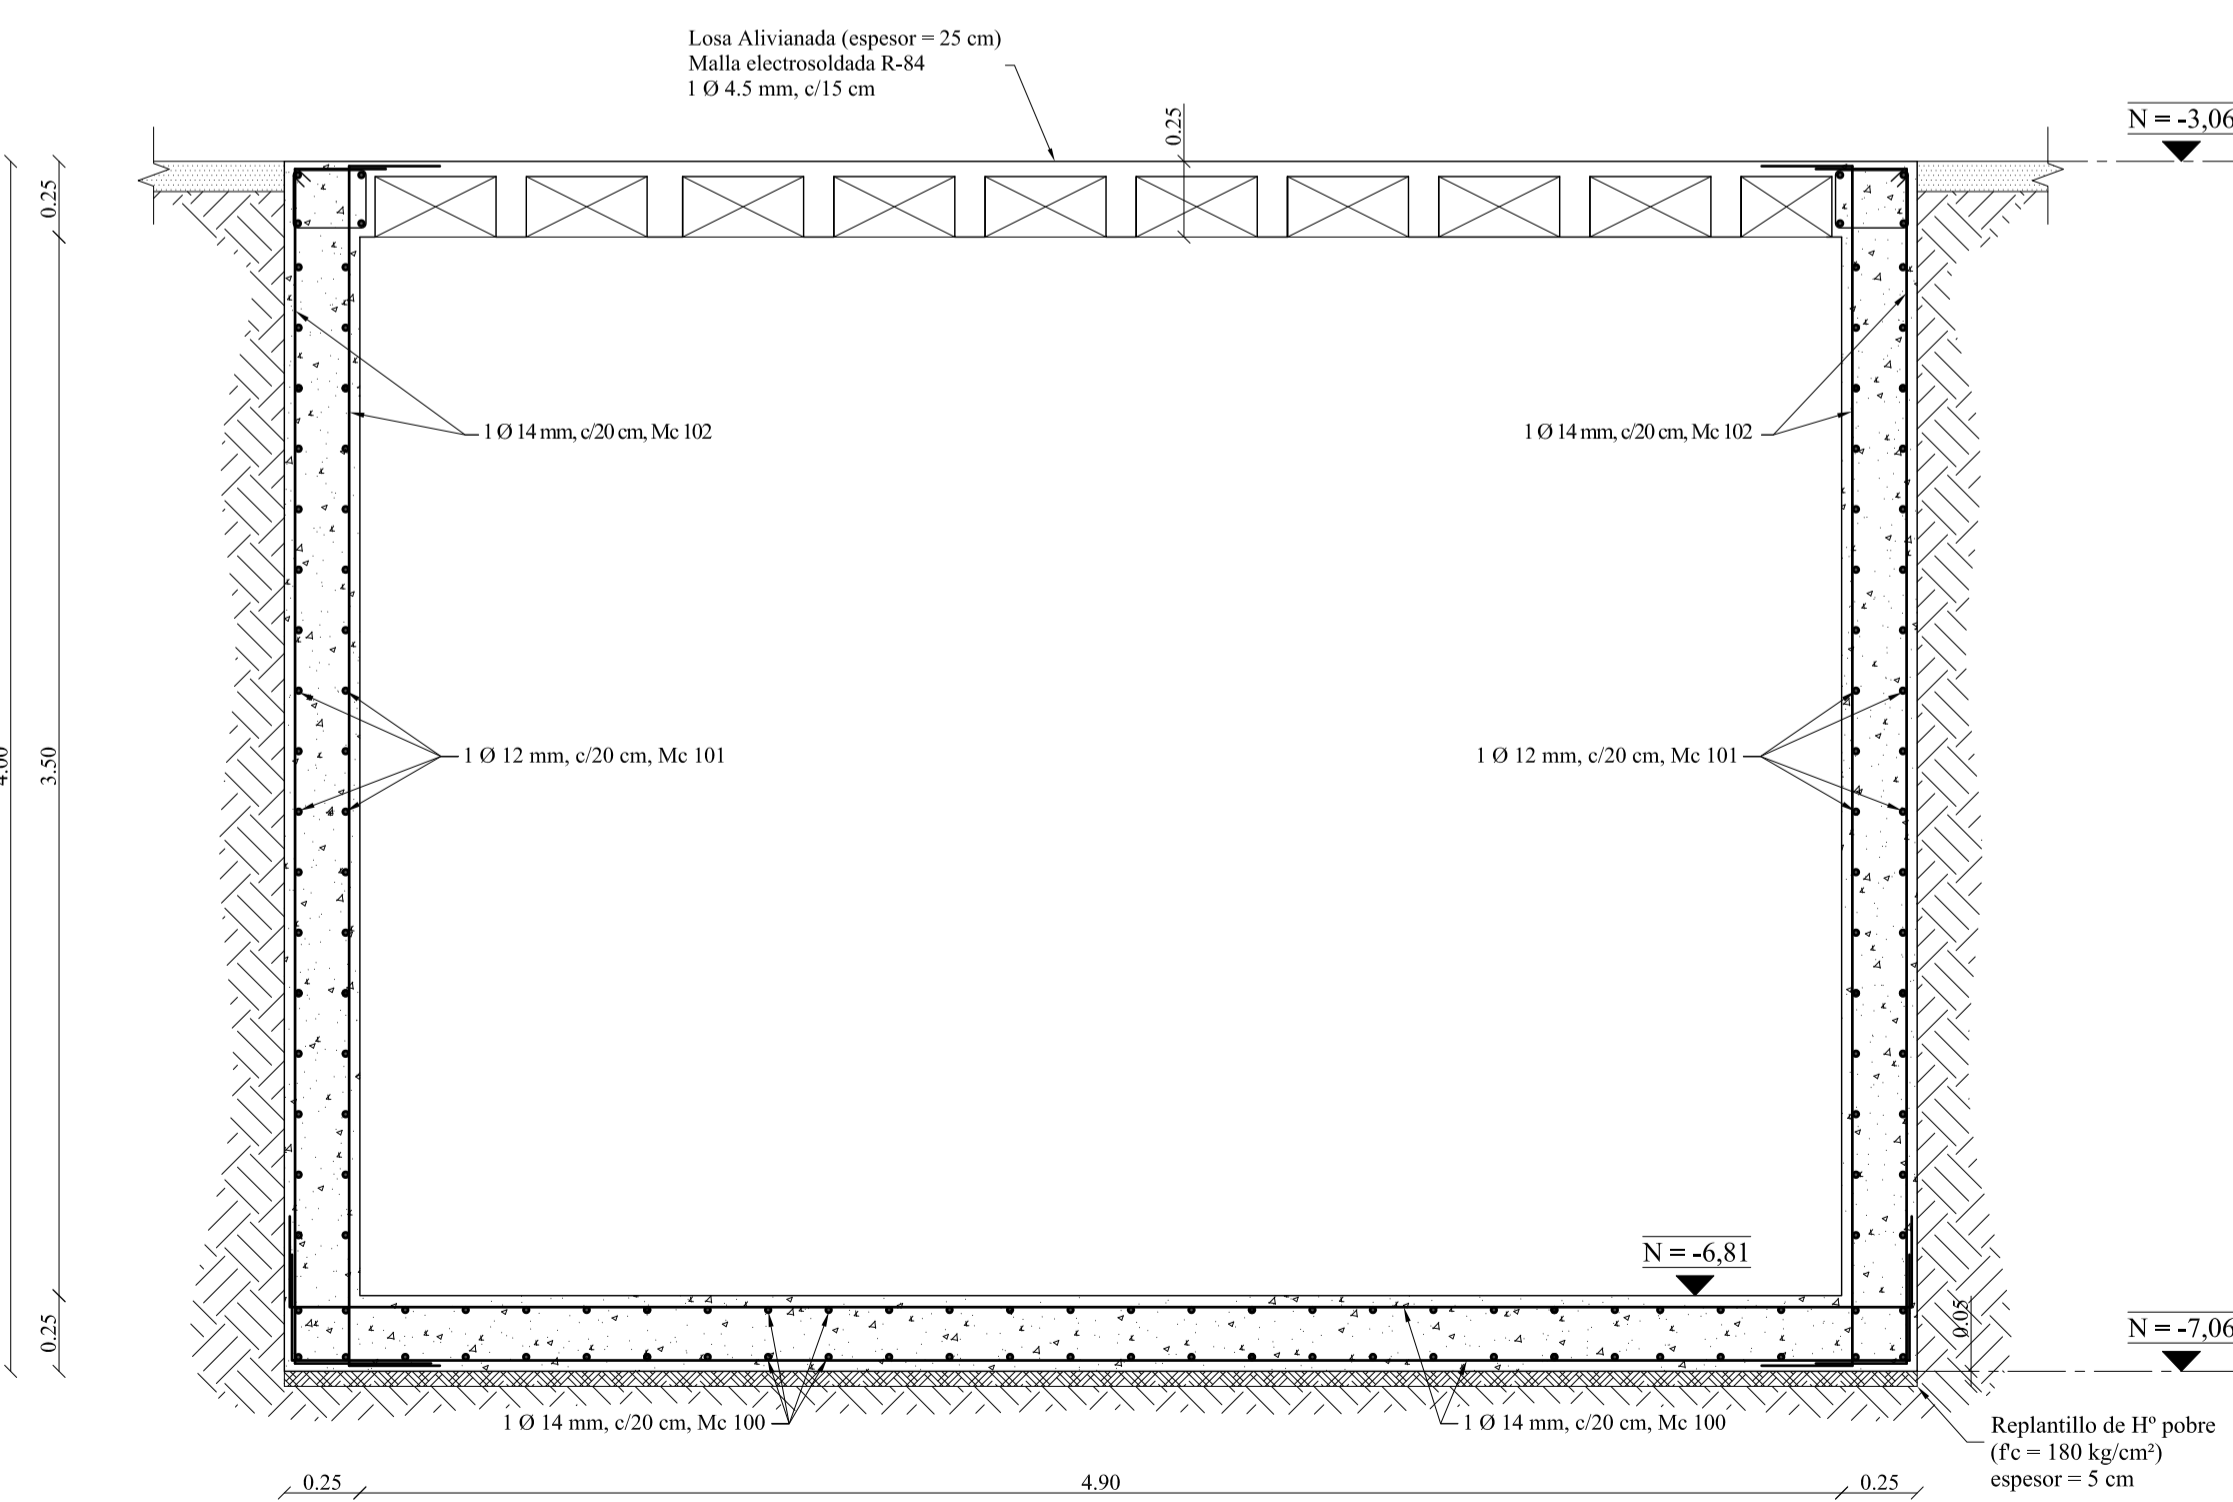 Losa Alivianada (espesor = 25 cm)
Malla electrosoldada R-84
1 Ø 4.5 mm, c/15 cm
0.25
N = -3,06
0.25
1 Ø 14 mm, c/20 cm, Mc 102
1 Ø 14 mm, c/20 cm, Mc 102
4.00
3.50
1 Ø 12 mm, c/20 cm, Mc 101
1 Ø 12 mm, c/20 cm, Mc 101
N = -6,81
0.25
0.05
N = -7,06
1 Ø 14 mm, c/20 cm, Mc 100
1 Ø 14 mm, c/20 cm, Mc 100
Replantillo de Hº pobre
(f'c = 180 kg/cm²)
espesor = 5 cm
0.25
4.90
0.25